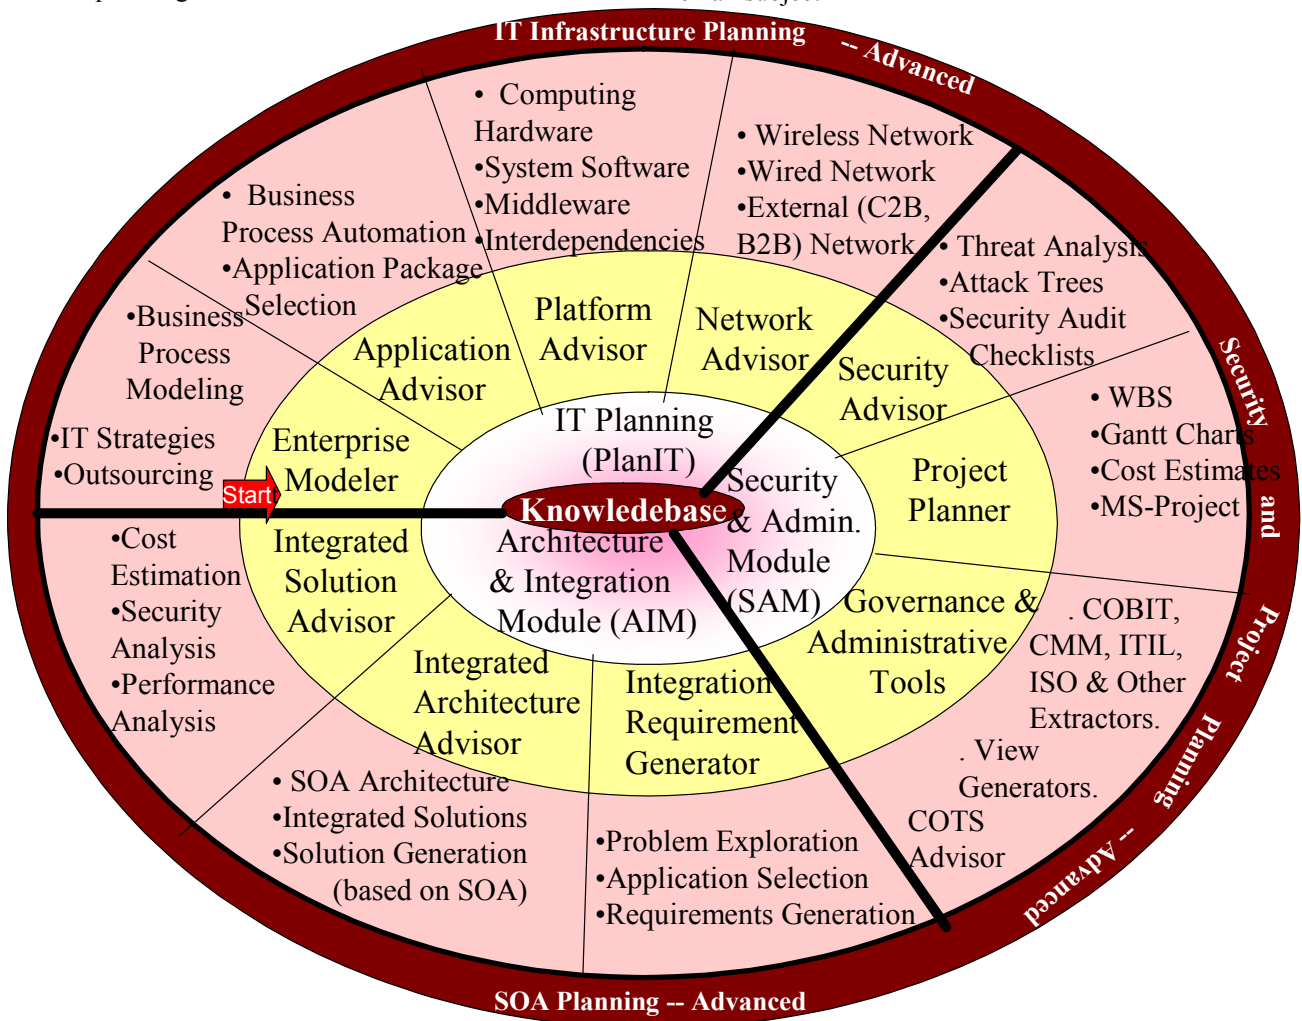 IT Infrastructure Planning -- Advanced
• Computing
Hardware
•System Software
•Middleware
•Interdependencies
• Wireless Network
•Wired Network
•External (C2B,
B2B) Network
• Business
Process Automation
•Application Package
Selection
• Threat Analysis
•Attack Trees
•Security Audit
Checklists
•Business
Process
Modeling
•IT Strategies
•Outsourcing
Start
Platform
Advisor
Network
Advisor
Application
Advisor
Security
Advisor
Enterprise
Modeler
Project
Planner
• WBS
•Gantt Charts
•Cost Estimates
•MS-Project
Security and Project Planning -- Advanced
IT Planning
(PlanIT)
Knowledebase
Security
& Admin.
Module
(SAM)
Architecture
& Integration
Module (AIM)
Integrated
Solution
Advisor
•Cost
Estimation
•Security
Analysis
•Performance
Analysis
Governance &
Administrative
Tools
. COBIT,
CMM, ITIL,
ISO & Other
Extractors.
. View
Generators.
COTS
Advisor
Integrated
Architecture
Advisor
Integration
Requirement
Generator
• SOA Architecture
•Integrated Solutions
•Solution Generation
(based on SOA)
•Problem Exploration
•Application Selection
•Requirements Generation
SOA Planning -- Advanced